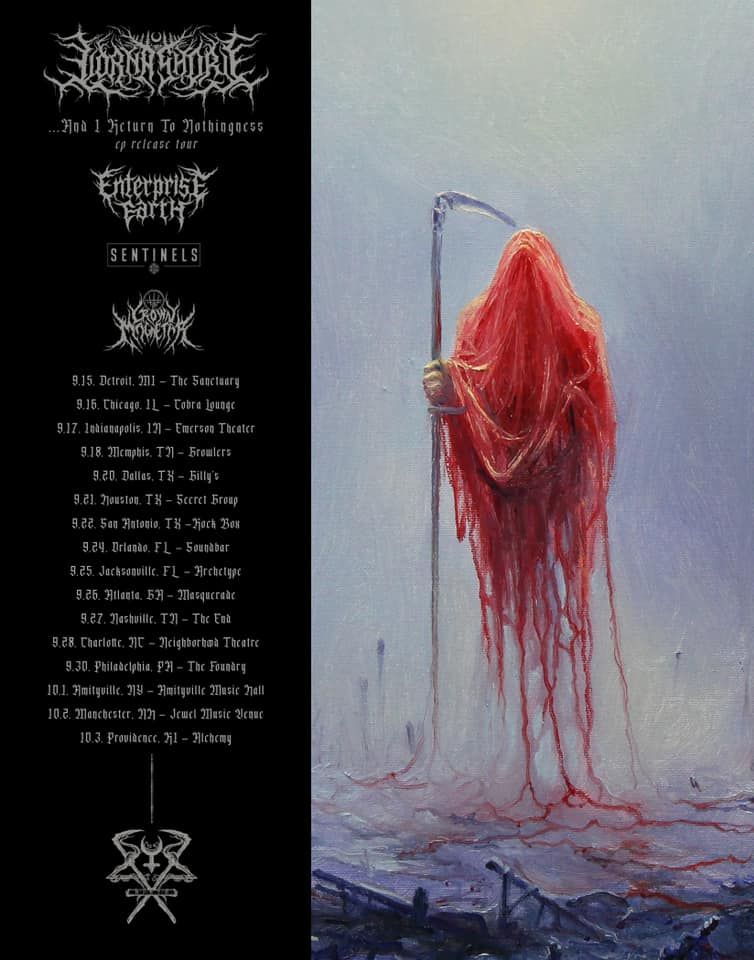 LORNA SHORE
...And I Return To Nothingness
ep release tour
Enterprise
Earth
SENTINELS
CROWN
MAGNETAR
9.15. Detroit, MI – The Sanctuary
9.16. Chicago, IL – Cobra Lounge
9.17. Indianapolis, IN – Emerson Theater
9.18. Memphis, TN – Growlers
9.20. Dallas, TX – Gilly's
9.21. Houston, TX – Secret Group
9.22. San Antonio, TX –Rock Box
9.24. Orlando, FL – Soundbar
9.25. Jacksonville, FL – Archetype
9.26. Atlanta, GA – Masquerade
9.27. Nashville, TN – The End
9.28. Charlotte, NC – Neighborhood Theatre
9.30. Philadelphia, PA – The Foundry
10.1. Amityville, NY – Amityville Music Hall
10.2. Manchester, NH – Jewel Music Venue
10.3. Providence, RI – Alchemy